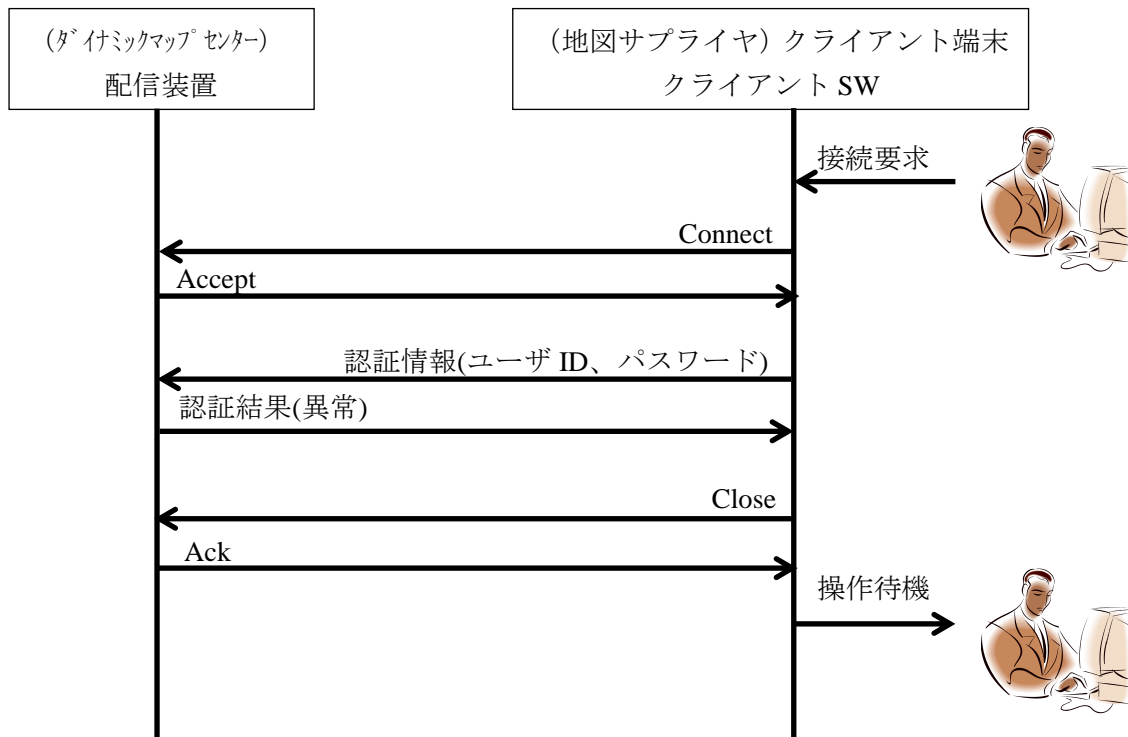 （ﾀﾞｲﾅﾐｯｸﾏｯﾌﾟｾﾝﾀｰ）
配信装置
（地図サプライヤ）クライアント端末
クライアント SW
接続要求
Connect
Accept
認証情報(ユーザ ID、パスワード)
認証結果(異常)
Close
Ack
操作待機